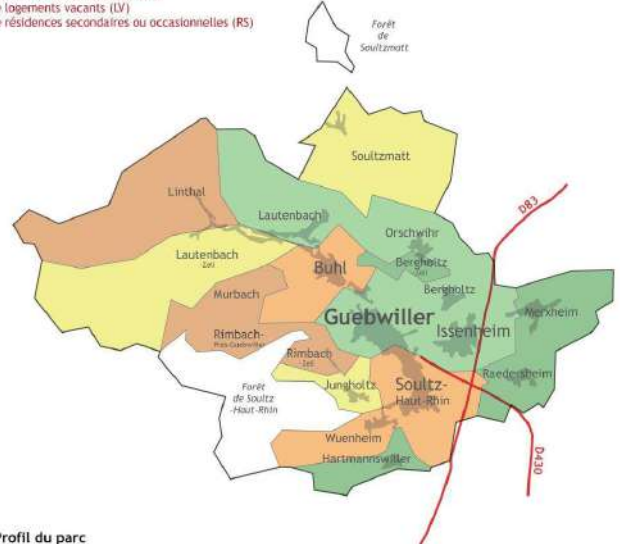 e logements vacants (LV)
e résidences secondaires ou occasionnelles (RS)
Forêt
de
Soultzmatt
Soultzmatt
Linthal
Lautenbach
D83
Orschwihr
Lautenbach
-Zell
Buhl
Bergholtz
-Zell
Bergholtz
Murbach
Guebwiller
Issenheim
Merxheim
Rimbach-
Rimbach
-Zell
Raedersheim
Forêt
de Soultz
-Haut-Rhin
Jungholtz
Soultz-
Haut-Rhin
Wuenheim
Hartmannswiller
D430
Profil du parc